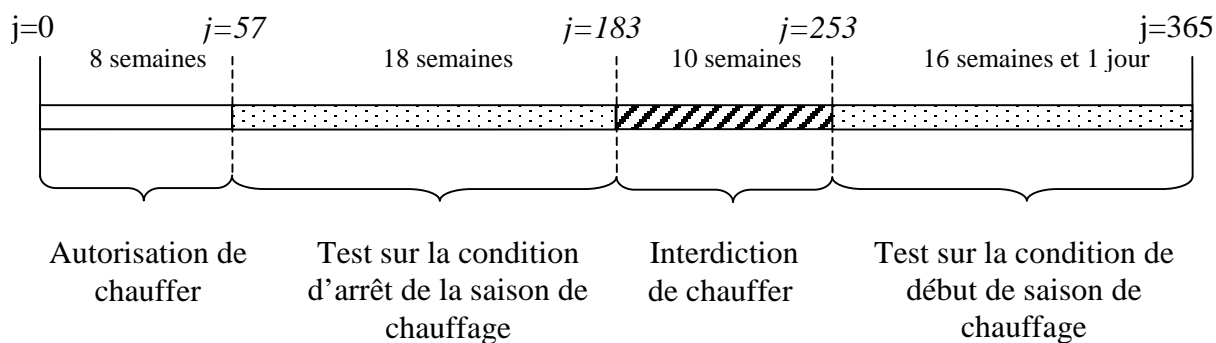 j=0 j=57 j=183 j=253 j=365
8 semaines 18 semaines 10 semaines 16 semaines et 1 jour
Autorisation de
chauffer
Test sur la condition
d’arrêt de la saison de
chauffage
Interdiction
de chauffer
Test sur la condition de
début de saison de
chauffage